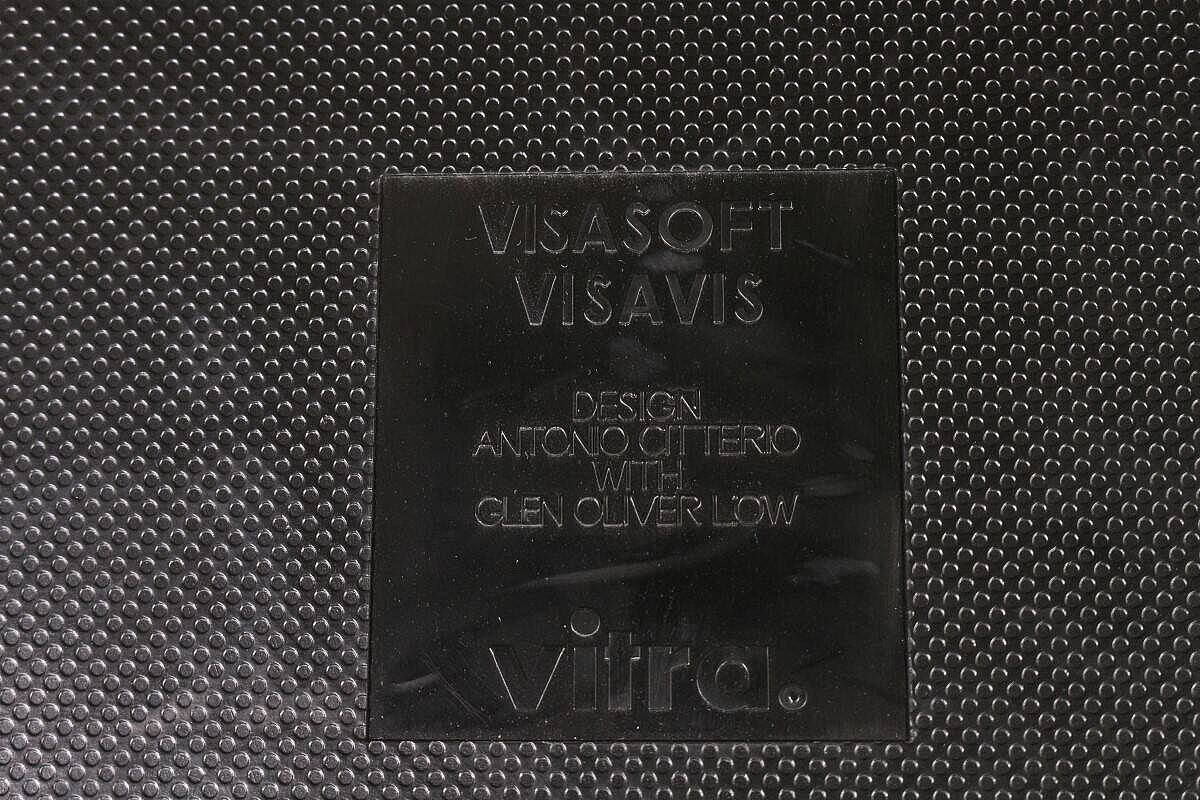 VISASOFT
VISAVIS
DESIGN
ANTONIO CITTERIO
WITH
GLEN OLIVER LOW
vitra.